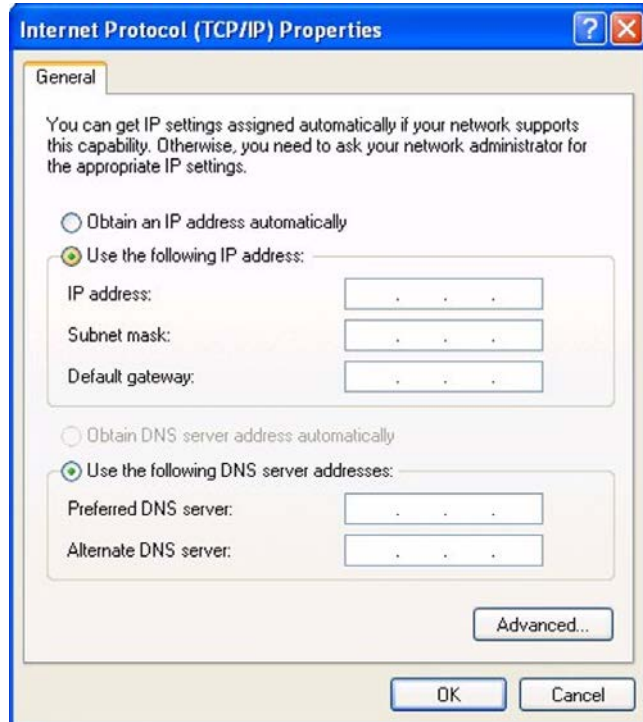 Internet Protocol (TCP/IP) Properties
General
You can get IP settings assigned automatically if your network supports
this capability. Otherwise, you need to ask your network administrator for
the appropriate IP settings.
Obtain an IP address automatically
Use the following IP address:
IP address:
Subnet mask:
Default gateway:
Obtain DNS server address automatically
Use the following DNS server addresses:
Preferred DNS server:
Alternate DNS server:
Advanced...
OK Cancel